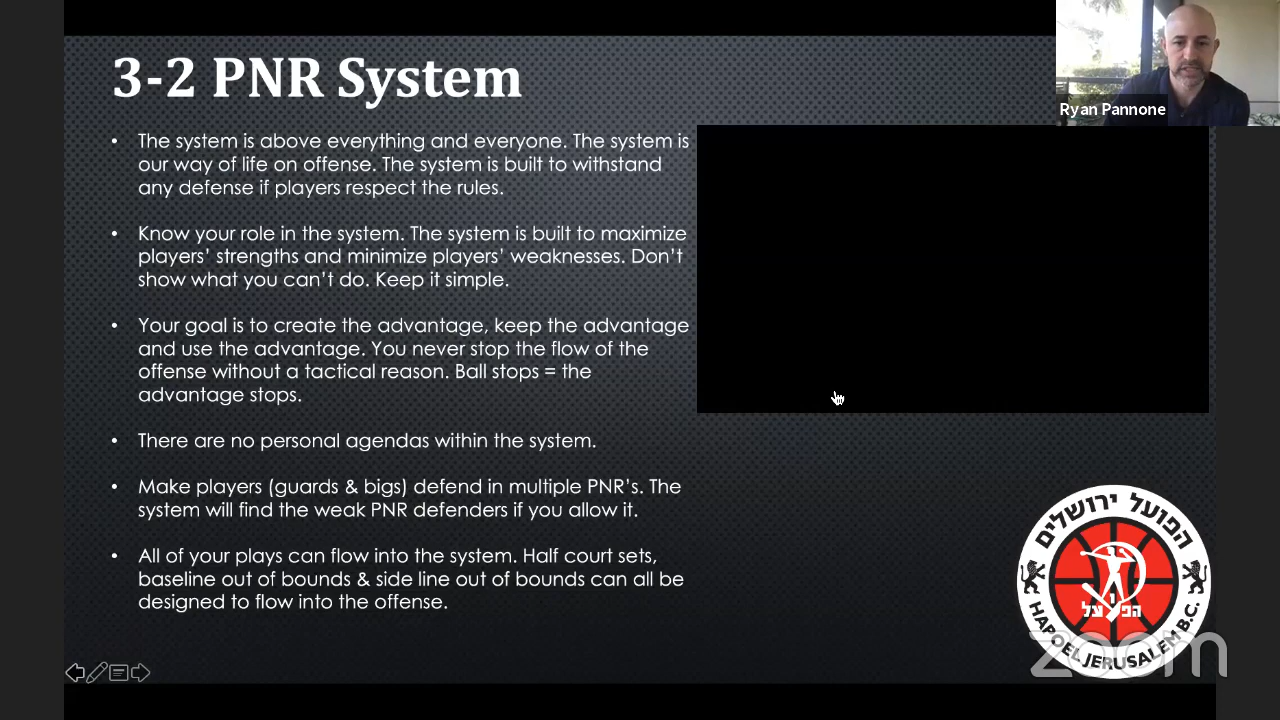 3-2 PNR System
Ryan Pannone
• The system is above everything and everyone. The system is
our way of life on offense. The system is built to withstand
any defense if players respect the rules.
• Know your role in the system. The system is built to maximize
players’ strengths and minimize players’ weaknesses. Don’t
show what you can’t do. Keep it simple.
• Your goal is to create the advantage, keep the advantage
and use the advantage. You never stop the flow of the
offense without a tactical reason. Ball stops = the
advantage stops.
• There are no personal agendas within the system.
• Make players (guards & bigs) defend in multiple PNR’s. The
system will find the weak PNR defenders if you allow it.
• All of your plays can flow into the system. Half court sets,
baseline out of bounds & side line out of bounds can all be
designed to flow into the offense.
הפועל ירושלים
הפועל
HAPOEL JERUSALEM B.C.
zoom